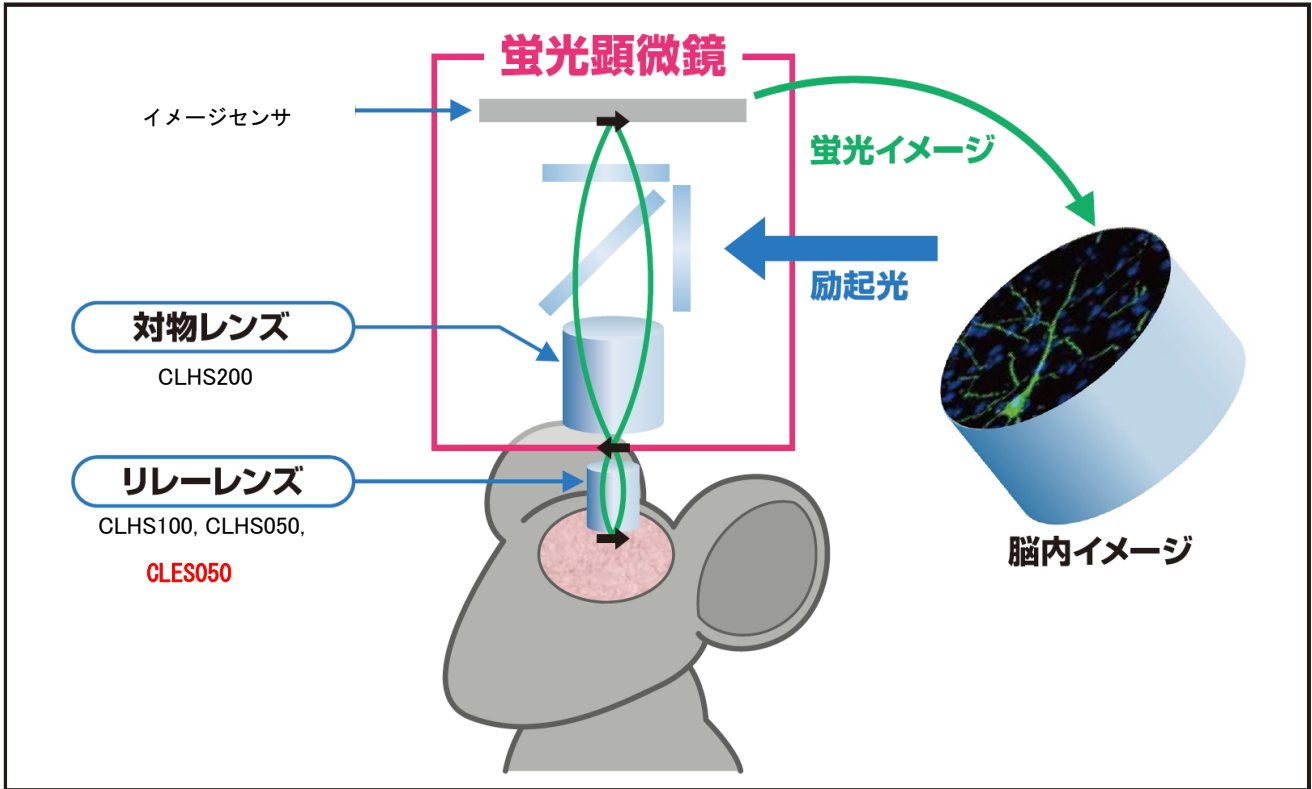 蛍光顕微鏡
イメージセンサ
蛍光イメージ
励起光
対物レンズ
CLHS200
リレーレンズ
CLHS100, CLHS050,
CLES050
脳内イメージ